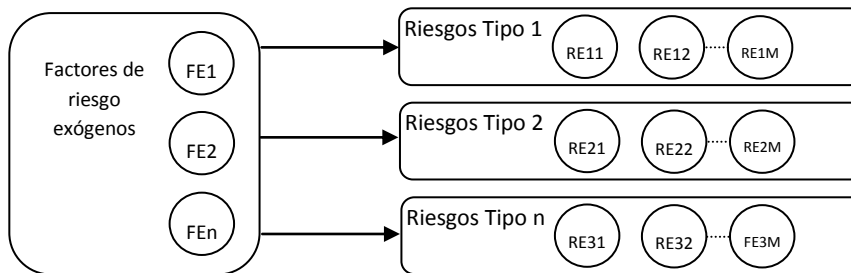 Factores de
riesgo
exógenos
FE1
FE2
FEn
Riesgos Tipo 1
RE11
RE12
RE1M
Riesgos Tipo 2
RE21
RE22
RE2M
Riesgos Tipo n
RE31
RE32
FE3M